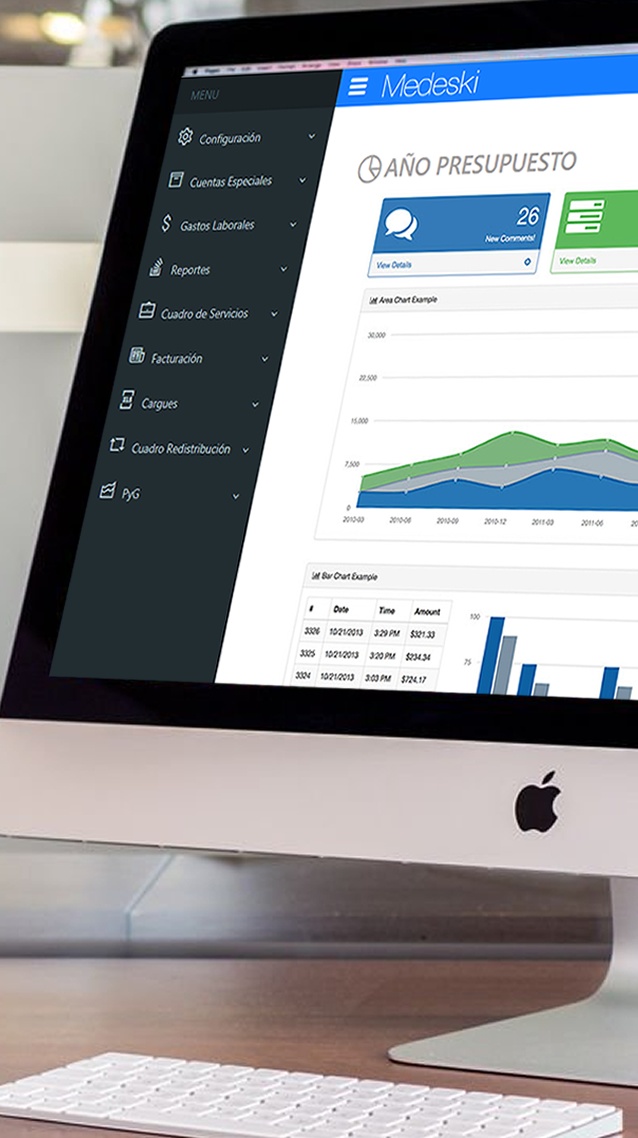 MENU
Medeski
Configuración
Cuentas Especiales
Gastos Laborales
Reportes
Cuadro de Servicios
Facturación
Cargues
Cuadro Redistribución
PyG
AÑO PRESUPUESTO
26
New Comments!
View Details
View Details
Area Chart Example
30,000
22,500
15,000
7,500
0
2010-03 2010-06 2010-09 2010-12 2011-03 2011-06
Bar Chart Example
# Date Time Amount
3326 10/21/2013 3:29 PM $321.33
3325 10/21/2013 3:20 PM $234.34
3324 10/21/2013 3:03 PM $724.17
100
75